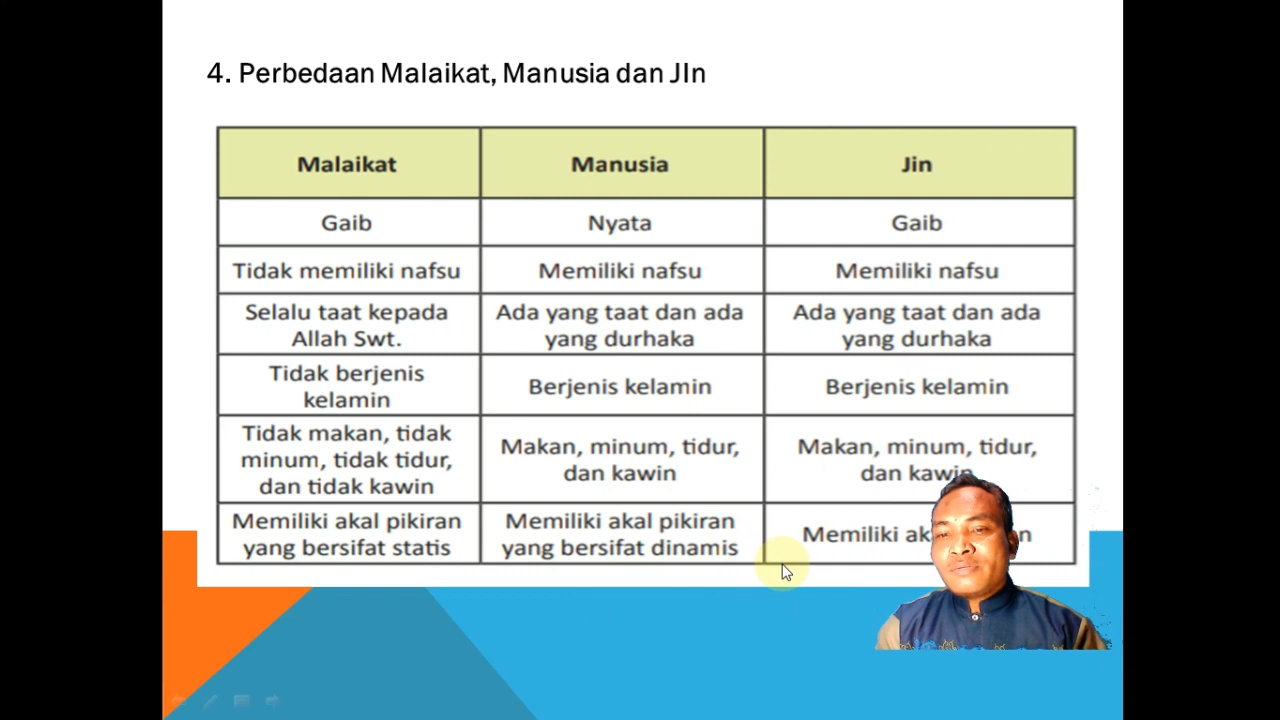 4. Perbedaan Malaikat, Manusia dan JIn
Malaikat
Manusia
Jin
Gaib
Nyata
Gaib
Tidak memiliki nafsu
Memiliki nafsu
Memiliki nafsu
Selalu taat kepada
Allah Swt.
Ada yang taat dan ada
yang durhaka
Ada yang taat dan ada
yang durhaka
Tidak berjenis
kelamin
Berjenis kelamin
Berjenis kelamin
Tidak makan, tidak
minum, tidak tidur,
dan tidak kawin
Makan, minum, tidur,
dan kawin
Makan, minum, tidur,
dan kawin
Memiliki akal pikiran
yang bersifat statis
Memiliki akal pikiran
yang bersifat dinamis
Memiliki